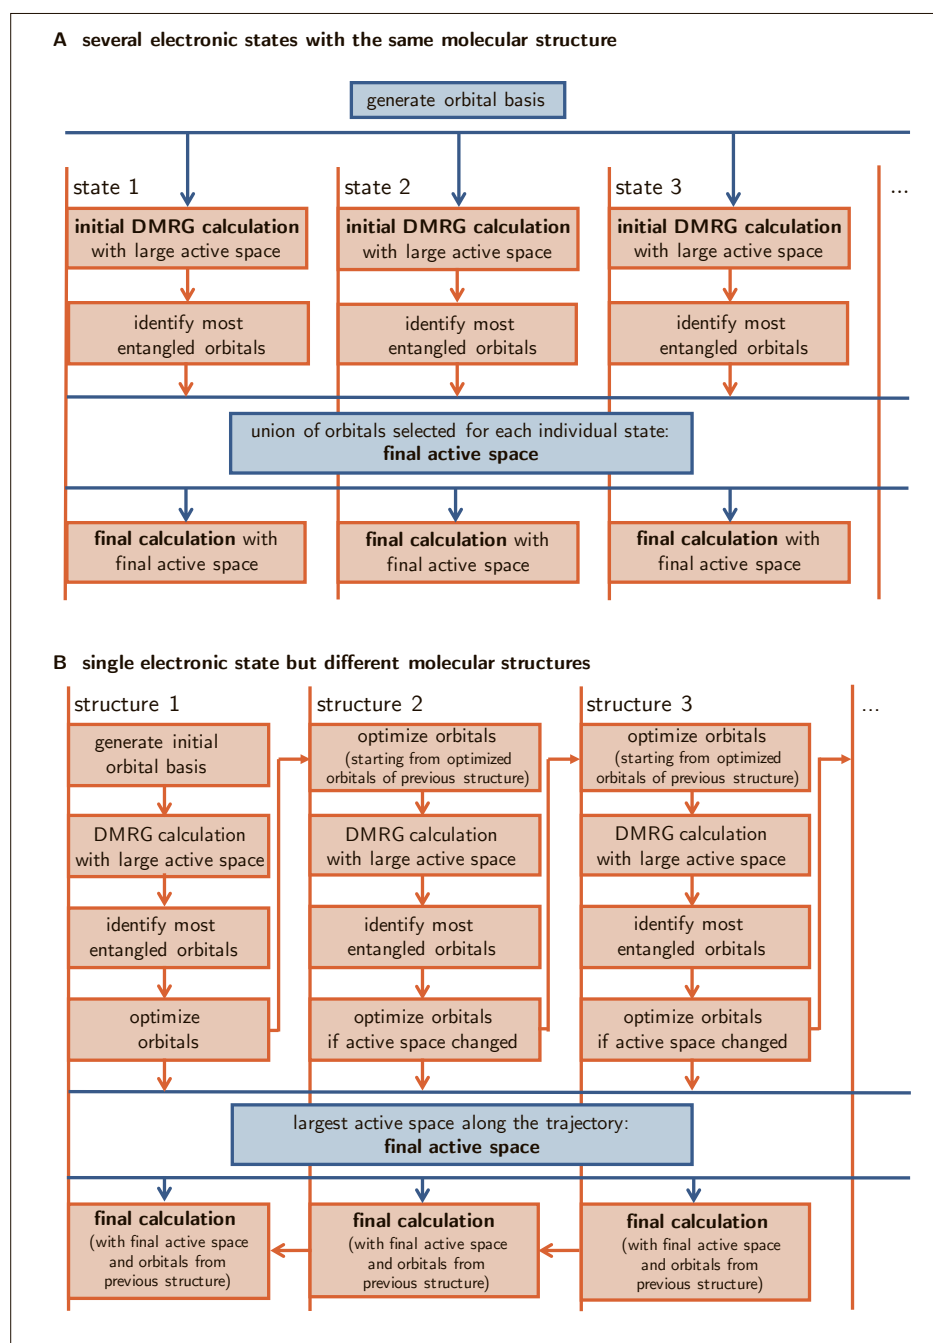 A several electronic states with the same molecular structure
generate orbital basis
state 1
state 2
state 3
...
initial DMRG calculation
with large active space
initial DMRG calculation
with large active space
initial DMRG calculation
with large active space
identify most
entangled orbitals
identify most
entangled orbitals
identify most
entangled orbitals
union of orbitals selected for each individual state:
final active space
final calculation with
final active space
final calculation with
final active space
final calculation with
final active space
B single electronic state but different molecular structures
structure 1
structure 2
structure 3
...
generate initial
orbital basis
optimize orbitals
(starting from optimized
orbitals of previous structure)
optimize orbitals
(starting from optimized
orbitals of previous structure)
DMRG calculation
with large active space
DMRG calculation
with large active space
DMRG calculation
with large active space
identify most
entangled orbitals
identify most
entangled orbitals
identify most
entangled orbitals
optimize
orbitals
optimize orbitals
if active space changed
optimize orbitals
if active space changed
largest active space along the trajectory:
final active space
final calculation
(with final active space
and orbitals from
previous structure)
final calculation
(with final active space
and orbitals from
previous structure)
final calculation
(with final active space
and orbitals from
previous structure)